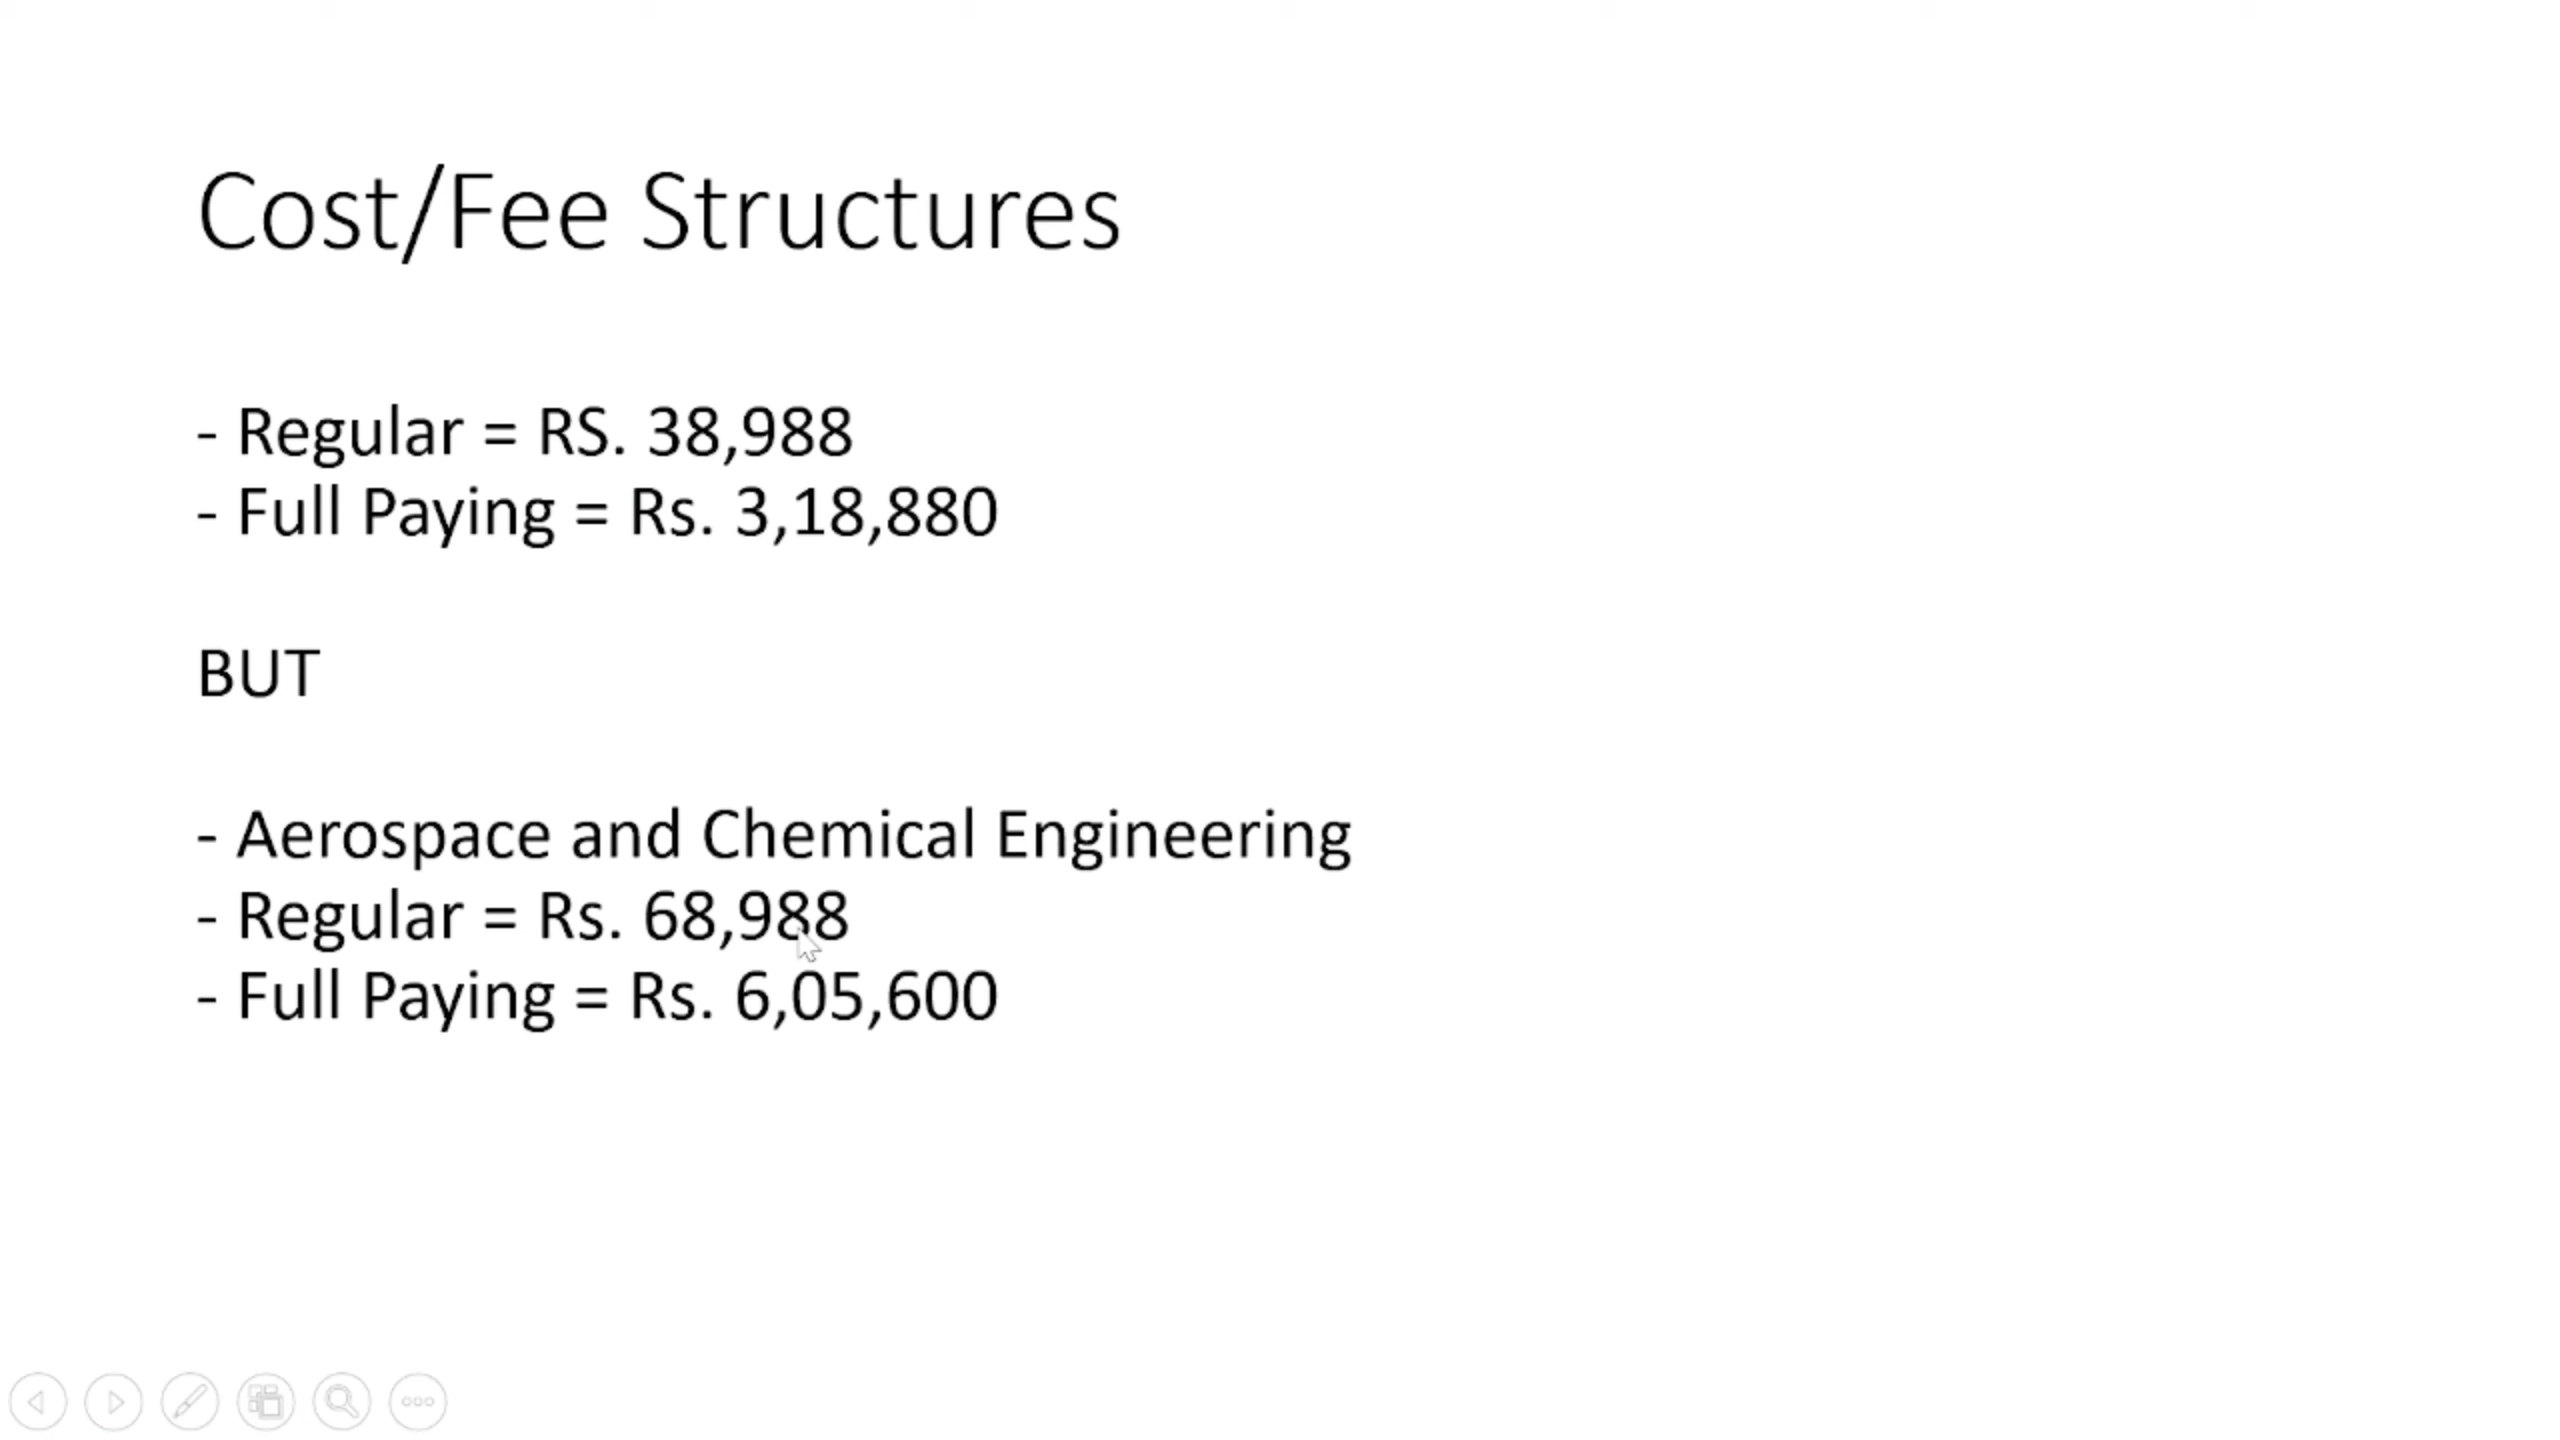 Cost/Fee Structures
- Regular = RS. 38,988
- Full Paying = Rs. 3,18,880
BUT
- Aerospace and Chemical Engineering
- Regular = Rs. 68,988
- Full Paying = Rs. 6,05,600